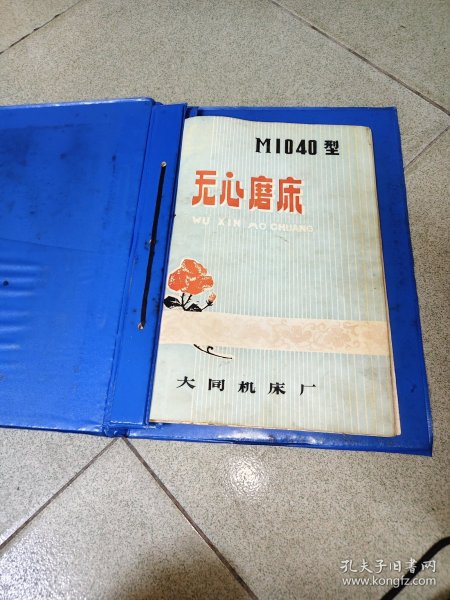 M1040型
无心磨床
WU XIN MO CHUANG
大同机床厂
孔夫子旧书网
www.kongfz.com